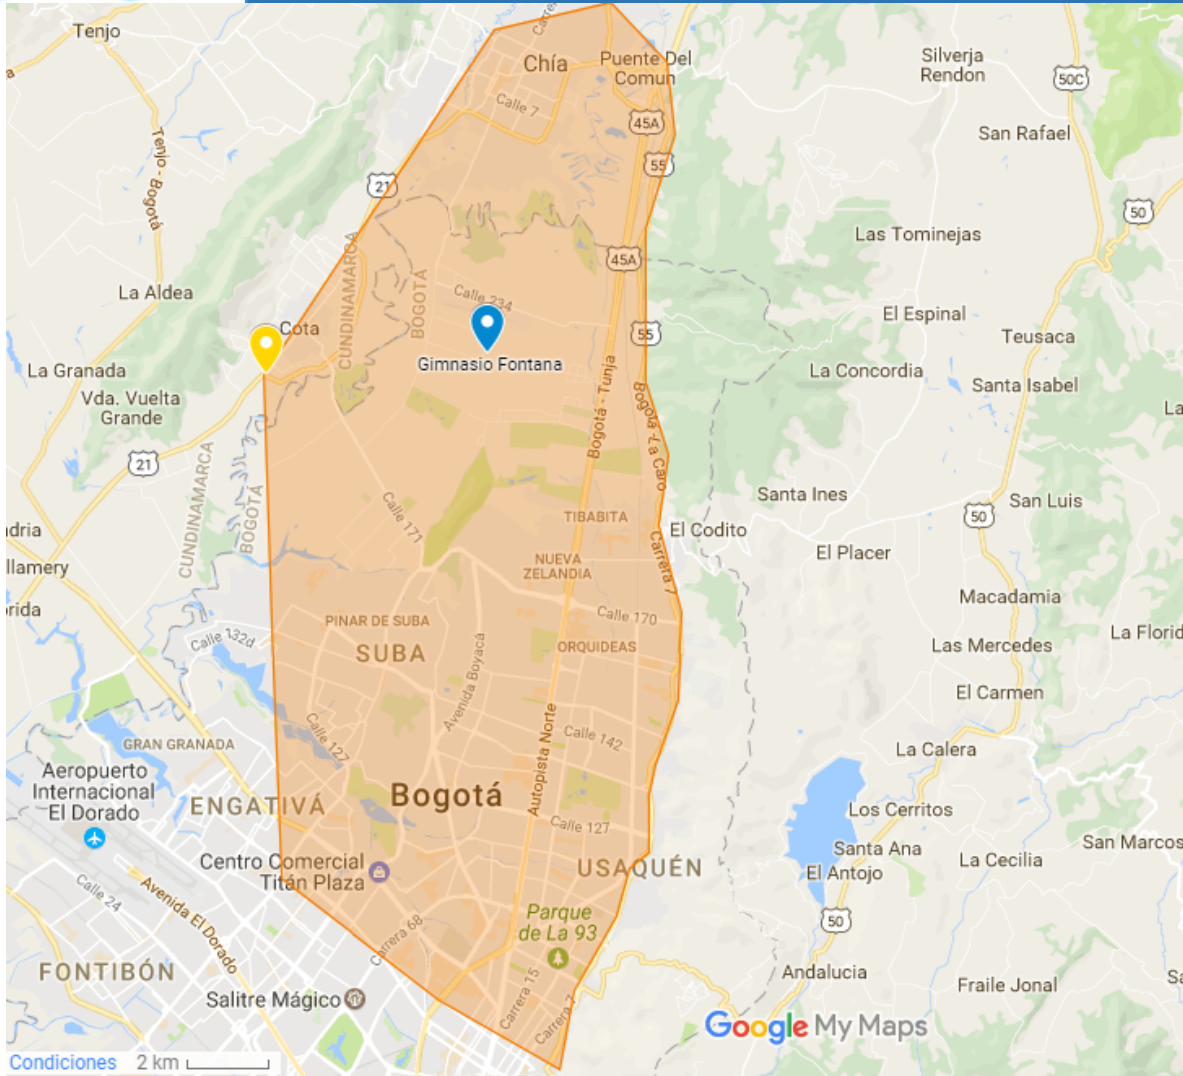 Tenjo
Chía
Puente Del
Comun
Silverja
Rendon
50C
Calle 7
45A
San Rafael
Tenjo - Bogotá
55
21
50
Las Tominejas
CUNDINAMARCA
BOGOTÁ
45A
La Aldea
Calle 234
El Espinal
Cota
55
Teusaca
Gimnasio Fontana
La Granada
La Concordia
Santa Isabel
Vda. Vuelta
Grande
Bogotá - Tunja
Bogotá - La Caro
La
21
CUNDINAMARCA
BOGOTÁ
Santa Ines
San Luis
Calle 171
TIBABITA
50
El Codito
El Placer
NUEVA
ZELANDIA
Carrera 7
Macadamia
Calle 170
PINAR DE SUBA
Calle 132d
SUBA
ORQUIDEAS
La Florid
Las Mercedes
Avenida Boyacá
El Carmen
Calle 127
Autopista Norte
Calle 142
GRAN GRANADA
La Calera
Aeropuerto
Internacional
El Dorado
Bogotá
ENGATIVÁ
Los Cerritos
Calle 127
San Marcos
Santa Ana
La Cecilia
Centro Comercial
Titán Plaza
USAQUÉN
El Antojo
Calle 24
Avenida El Dorado
Carrera 68
Parque
de La 93
50
FONTIBÓN
Andalucia
Fraile Jonal
Salitre Mágico
Carrera 15
Carrera 7
Google My Maps
Condiciones
2 km